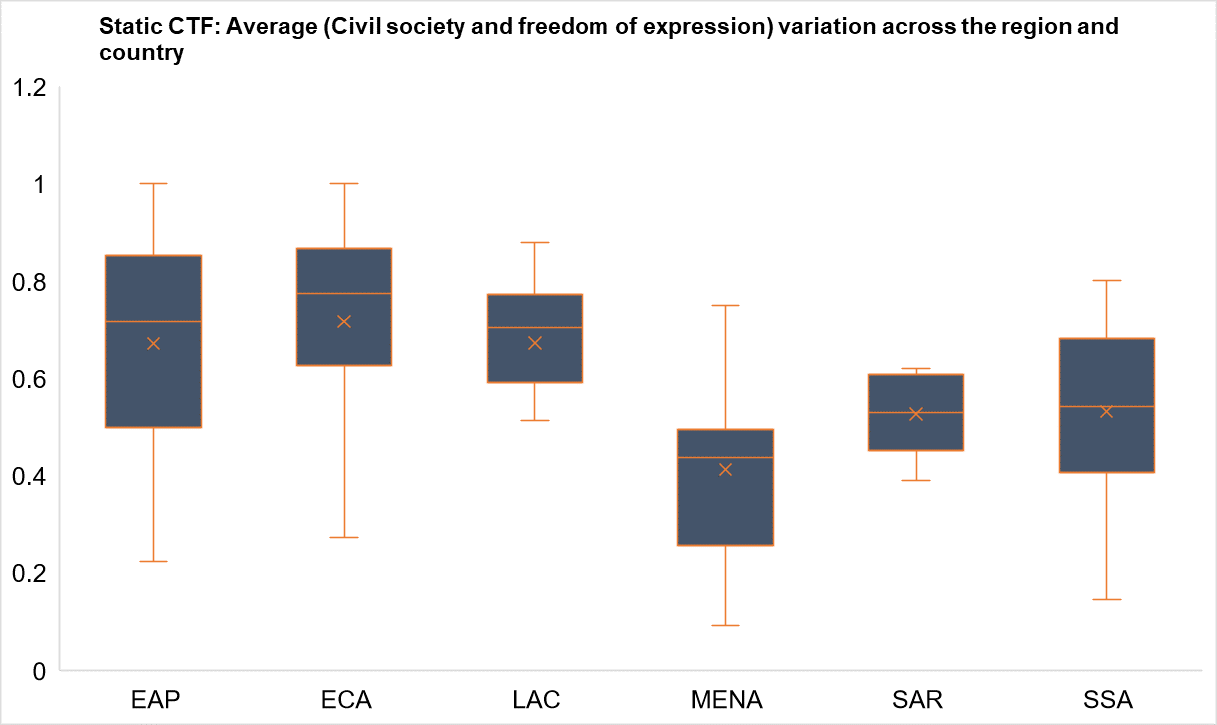 Static CTF: Average (Civil society and freedom of expression) variation across the region and
country
1.2
1
0.8
0.6
0.4
0.2
0
EAP ECA LAC MENA SAR SSA